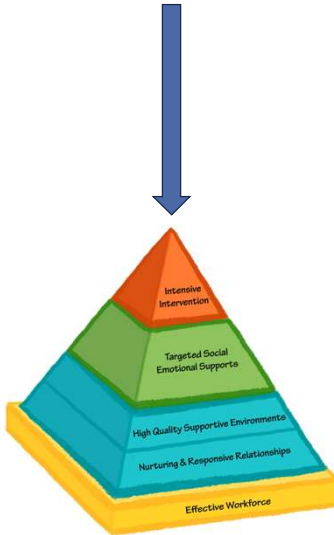 Intensive
Intervention
Targeted Social
Emotional Supports
High Quality Supportive Environments
Nurturing & Responsive Relationships
Effective Workforce